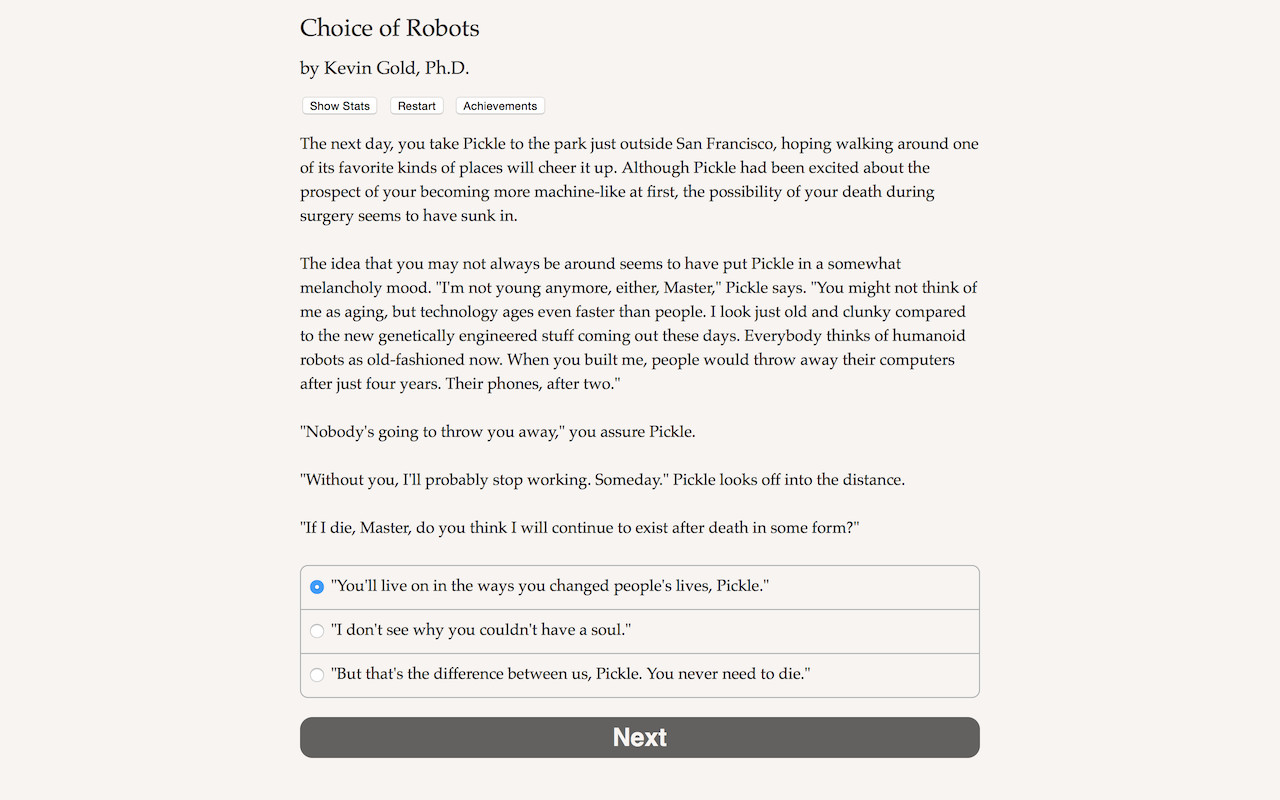 Choice of Robots
by Kevin Gold, Ph.D.
Show Stats Restart Achievements
The next day, you take Pickle to the park just outside San Francisco, hoping walking around one
of its favorite kinds of places will cheer it up. Although Pickle had been excited about the
prospect of your becoming more machine-like at first, the possibility of your death during
surgery seems to have sunk in.
The idea that you may not always be around seems to have put Pickle in a somewhat
melancholy mood. "I'm not young anymore, either, Master," Pickle says. "You might not think of
me as aging, but technology ages even faster than people. I look just old and clunky compared
to the new genetically engineered stuff coming out these days. Everybody thinks of humanoid
robots as old-fashioned now. When you built me, people would throw away their computers
after just four years. Their phones, after two."
"Nobody's going to throw you away," you assure Pickle.
"Without you, I'll probably stop working. Someday." Pickle looks off into the distance.
"If I die, Master, do you think I will continue to exist after death in some form?"
"You'll live on in the ways you changed people's lives, Pickle."
"I don't see why you couldn't have a soul."
"But that's the difference between us, Pickle. You never need to die."
Next